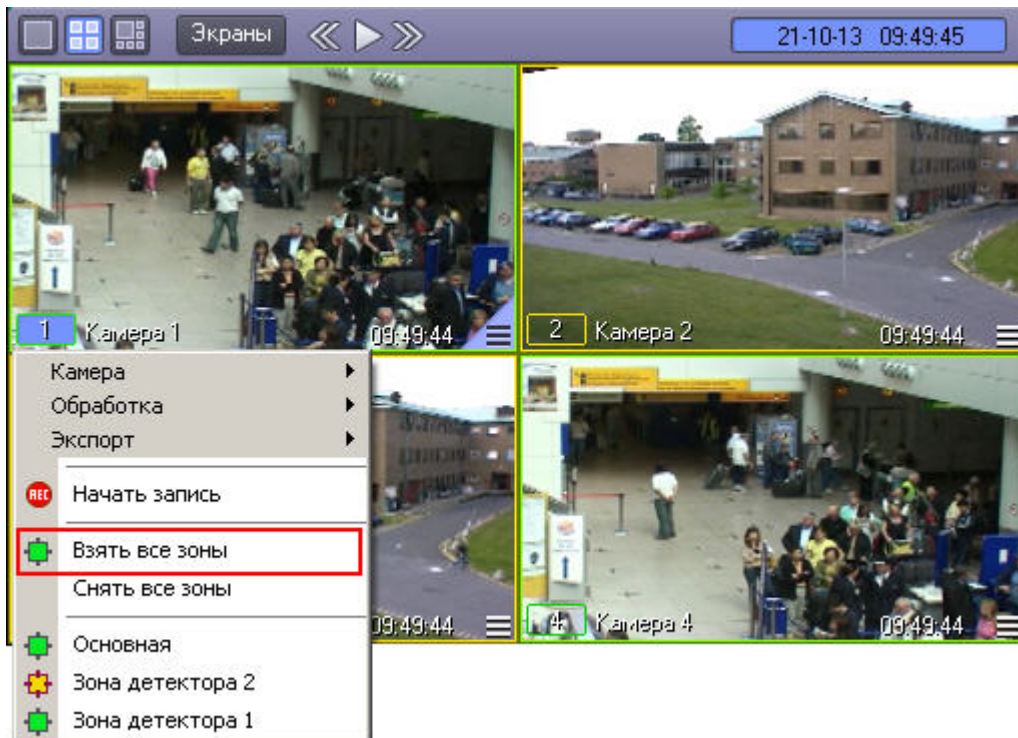 Экраны
21-10-13 09:49:45
1 Камера 1 09:49:44
2 Камера 2 09:49:44
Камера
Обработка
Экспорт
REC Начать запись
Взять все зоны
Снять все зоны
09:49:44
4 Камера 4 09:49:44
Основная
Зона детектора 2
Зона детектора 1